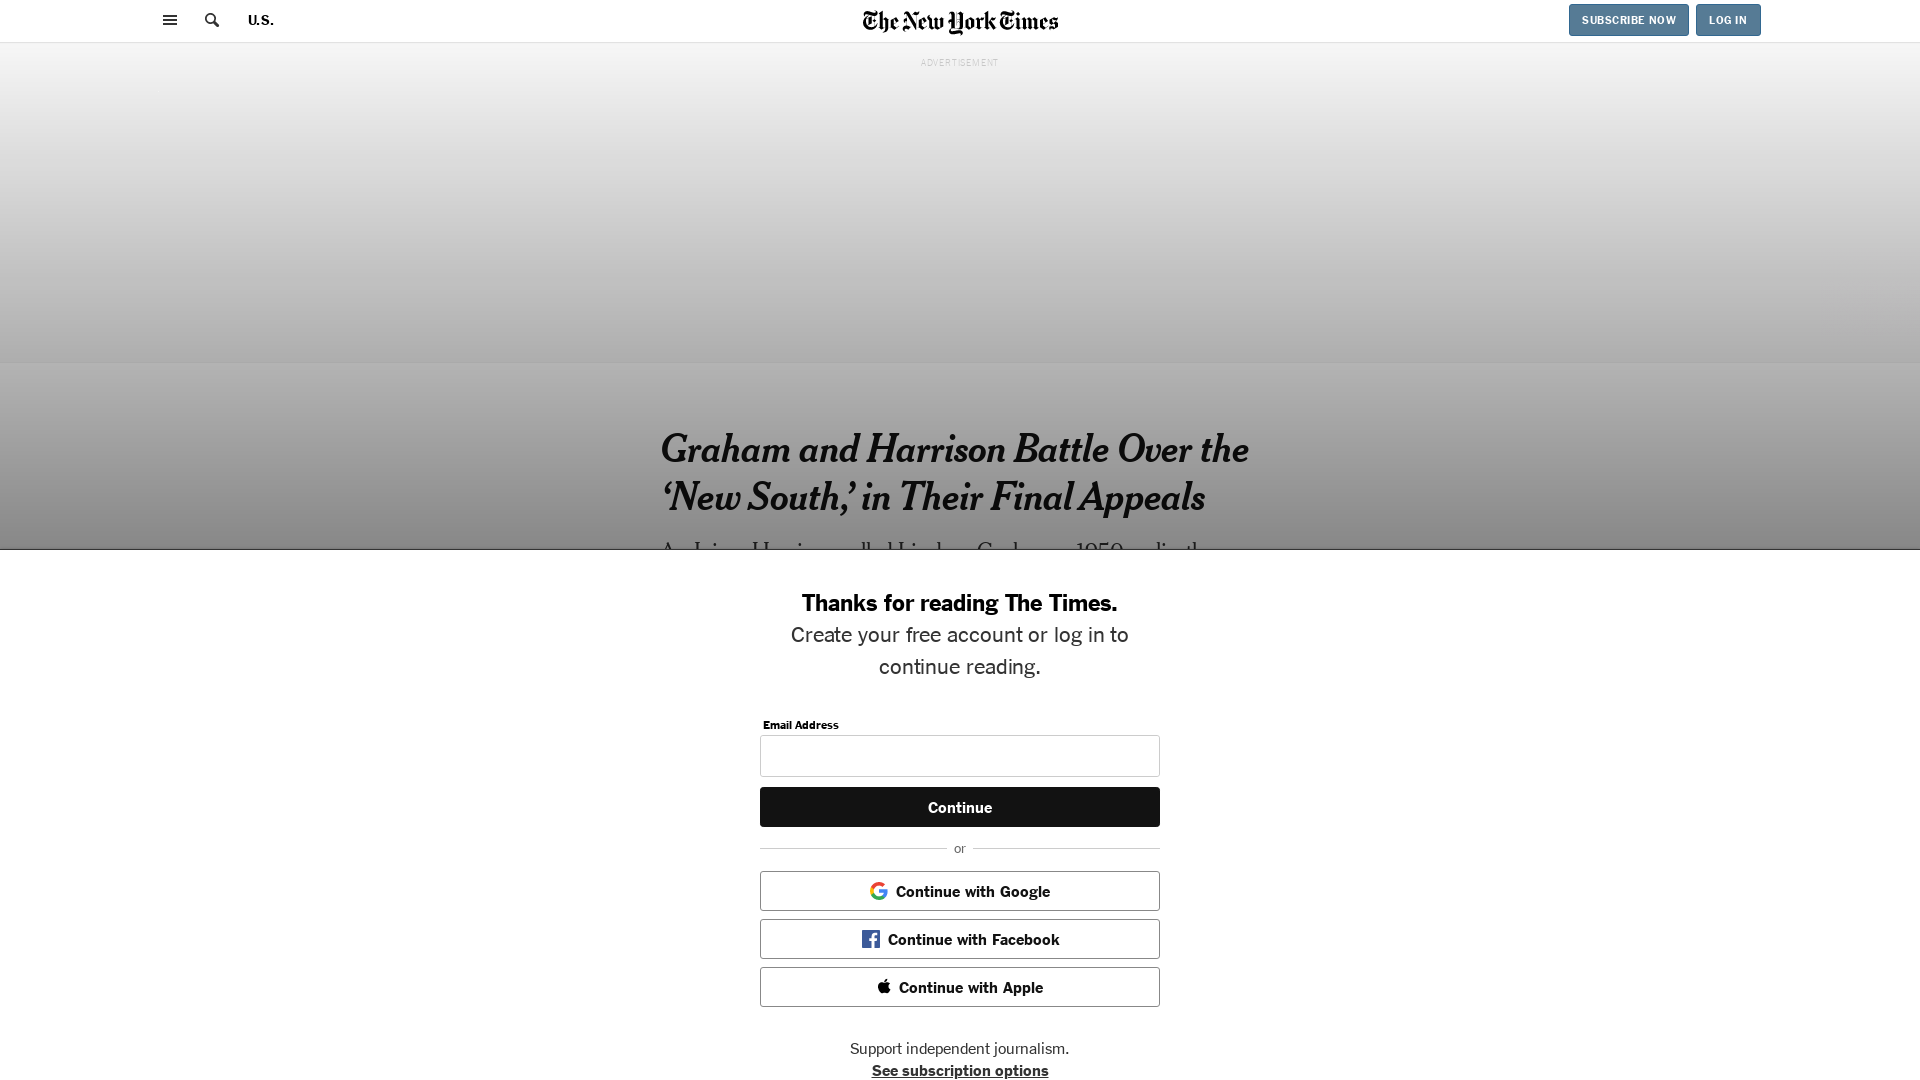 U.S.
The New York Times
SUBSCRIBE NOW
LOG IN
ADVERTISEMENT
Graham and Harrison Battle Over the
‘New South,’ in Their Final Appeals
Thanks for reading The Times.
Create your free account or log in to
continue reading.
Email Address
Continue
or
Continue with Google
Continue with Facebook
Continue with Apple
Support independent journalism.
See subscription options